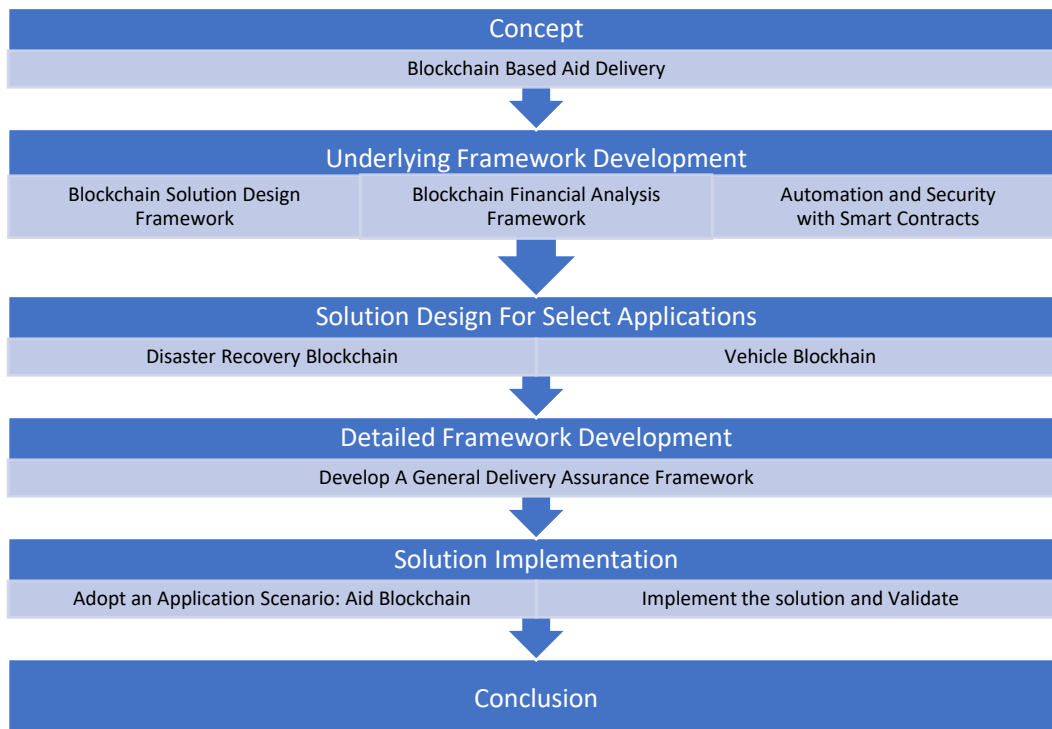 Concept
Blockchain Based Aid Delivery
Underlying Framework Development
Blockchain Solution Design
Framework
Blockchain Financial Analysis
Framework
Automation and Security
with Smart Contracts
Solution Design For Select Applications
Disaster Recovery Blockchain
Vehicle Blockhain
Detailed Framework Development
Develop A General Delivery Assurance Framework
Solution Implementation
Adopt an Application Scenario: Aid Blockchain
Implement the solution and Validate
Conclusion